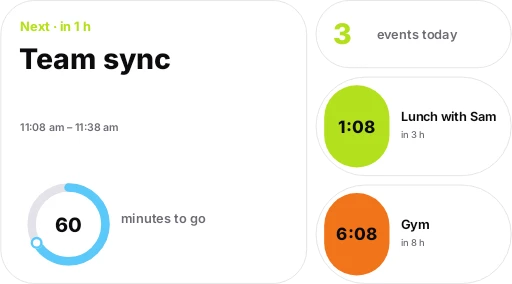 Next · in 1 h
Team sync
11:08 am – 11:38 am
60
minutes to go
3
events today
1:08
Lunch with Sam
in 3 h
6:08
Gym
in 8 h